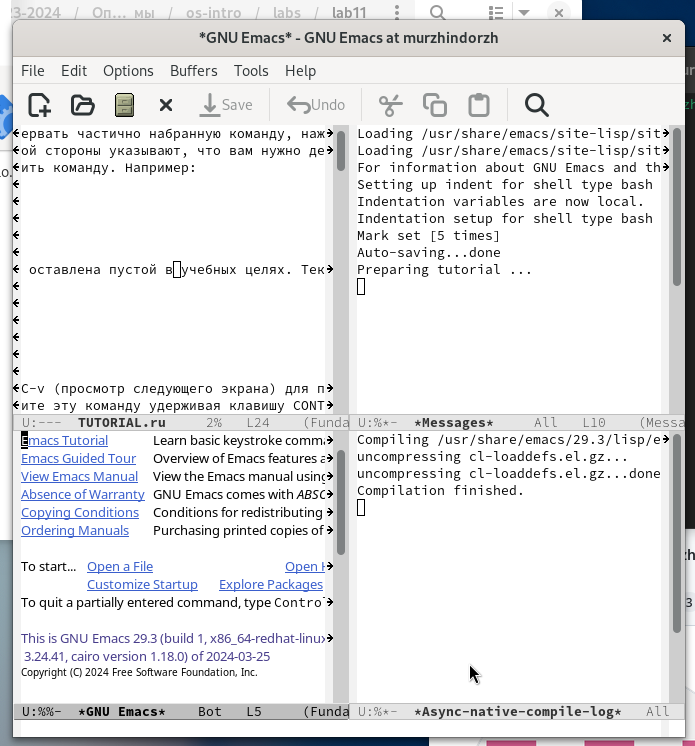 3-2024 / Оп... мы / os-intro / labs / lab11
*GNU Emacs* - GNU Emacs at murzhindorzh
File Edit Options Buffers Tools Help
Save Undo
ервать частично набранную команду, наж
ой стороны указывают, что вам нужно де
ить команду. Например:
оставлена пустой в учебных целях. Тек
C-v (просмотр следующего экрана) для п
ите эту команду удерживая клавишу CONT
U:--- TUTORIAL.ru 2% L24 (Funda
Loading /usr/share/emacs/site-lisp/sit
Loading /usr/share/emacs/site-lisp/sit
For information about GNU Emacs and th
Setting up indent for shell type bash
Indentation variables are now local.
Indentation setup for shell type bash
Mark set [5 times]
Auto-saving...done
Preparing tutorial ...
U:%*- *Messages* All L10 (Messa
Emacs Tutorial Learn basic keystroke comma
Emacs Guided Tour Overview of Emacs features a
View Emacs Manual View the Emacs manual using
Absence of Warranty GNU Emacs comes with ABSO
Copying Conditions Conditions for redistributing
Ordering Manuals Purchasing printed copies of
To start... Open a File Open H
Customize Startup Explore Packages
To quit a partially entered command, type Contro
This is GNU Emacs 29.3 (build 1, x86_64-redhat-linux
3.24.41, cairo version 1.18.0) of 2024-03-25
Copyright (C) 2024 Free Software Foundation, Inc.
U:%%- *GNU Emacs* Bot L5 (Funda
Compiling /usr/share/emacs/29.3/lisp/e
uncompressing cl-loaddefs.el.gz...
uncompressing cl-loaddefs.el.gz...done
Compilation finished.
U:%*- *Async-native-compile-log* All